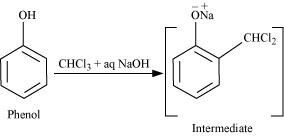 OH
CHCl₃ + aq NaOH
Phenol
– +
ONa
CHCl₂
Intermediate